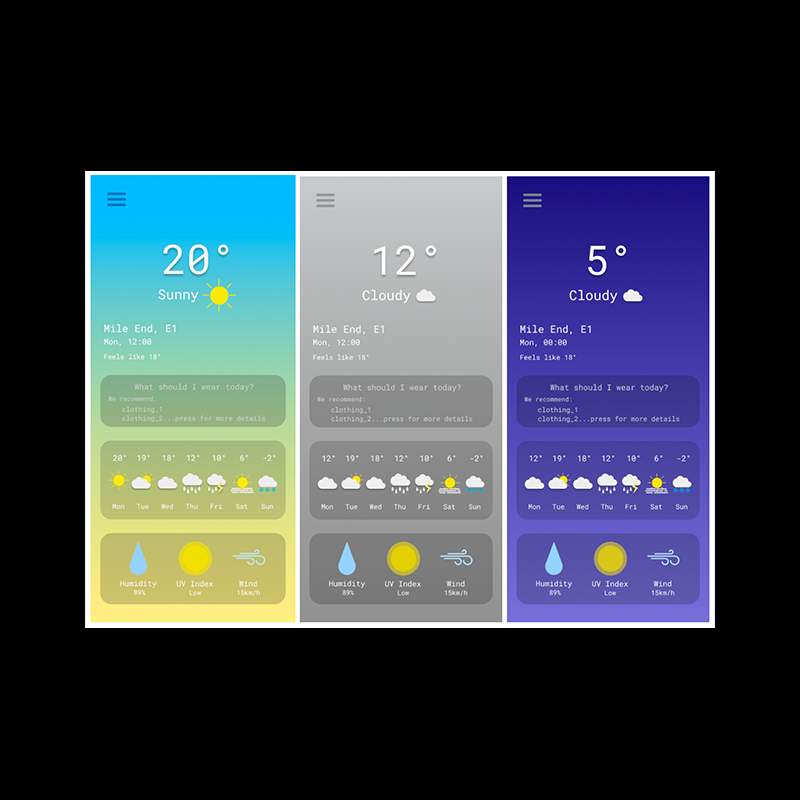 20°
Sunny
Mile End, E1
Mon, 12:00
Feels like 18°
What should I wear today?
We recommend:
clothing_1
clothing_2...press for more details
20° 19° 18° 12° 10° 6° -2°
Mon Tue Wed Thu Fri Sat Sun
Humidity UV Index Wind
89% Low 15km/h
12°
Cloudy
Mile End, E1
Mon, 12:00
Feels like 18°
What should I wear today?
We recommend:
clothing_1
clothing_2...press for more details
12° 19° 18° 12° 10° 6° -2°
Mon Tue Wed Thu Fri Sat Sun
Humidity UV Index Wind
89% Low 15km/h
5°
Cloudy
Mile End, E1
Mon, 00:00
Feels like 18°
What should I wear today?
We recommend:
clothing_1
clothing_2...press for more details
12° 19° 18° 12° 10° 6° -2°
Mon Tue Wed Thu Fri Sat Sun
Humidity UV Index Wind
89% Low 15km/h